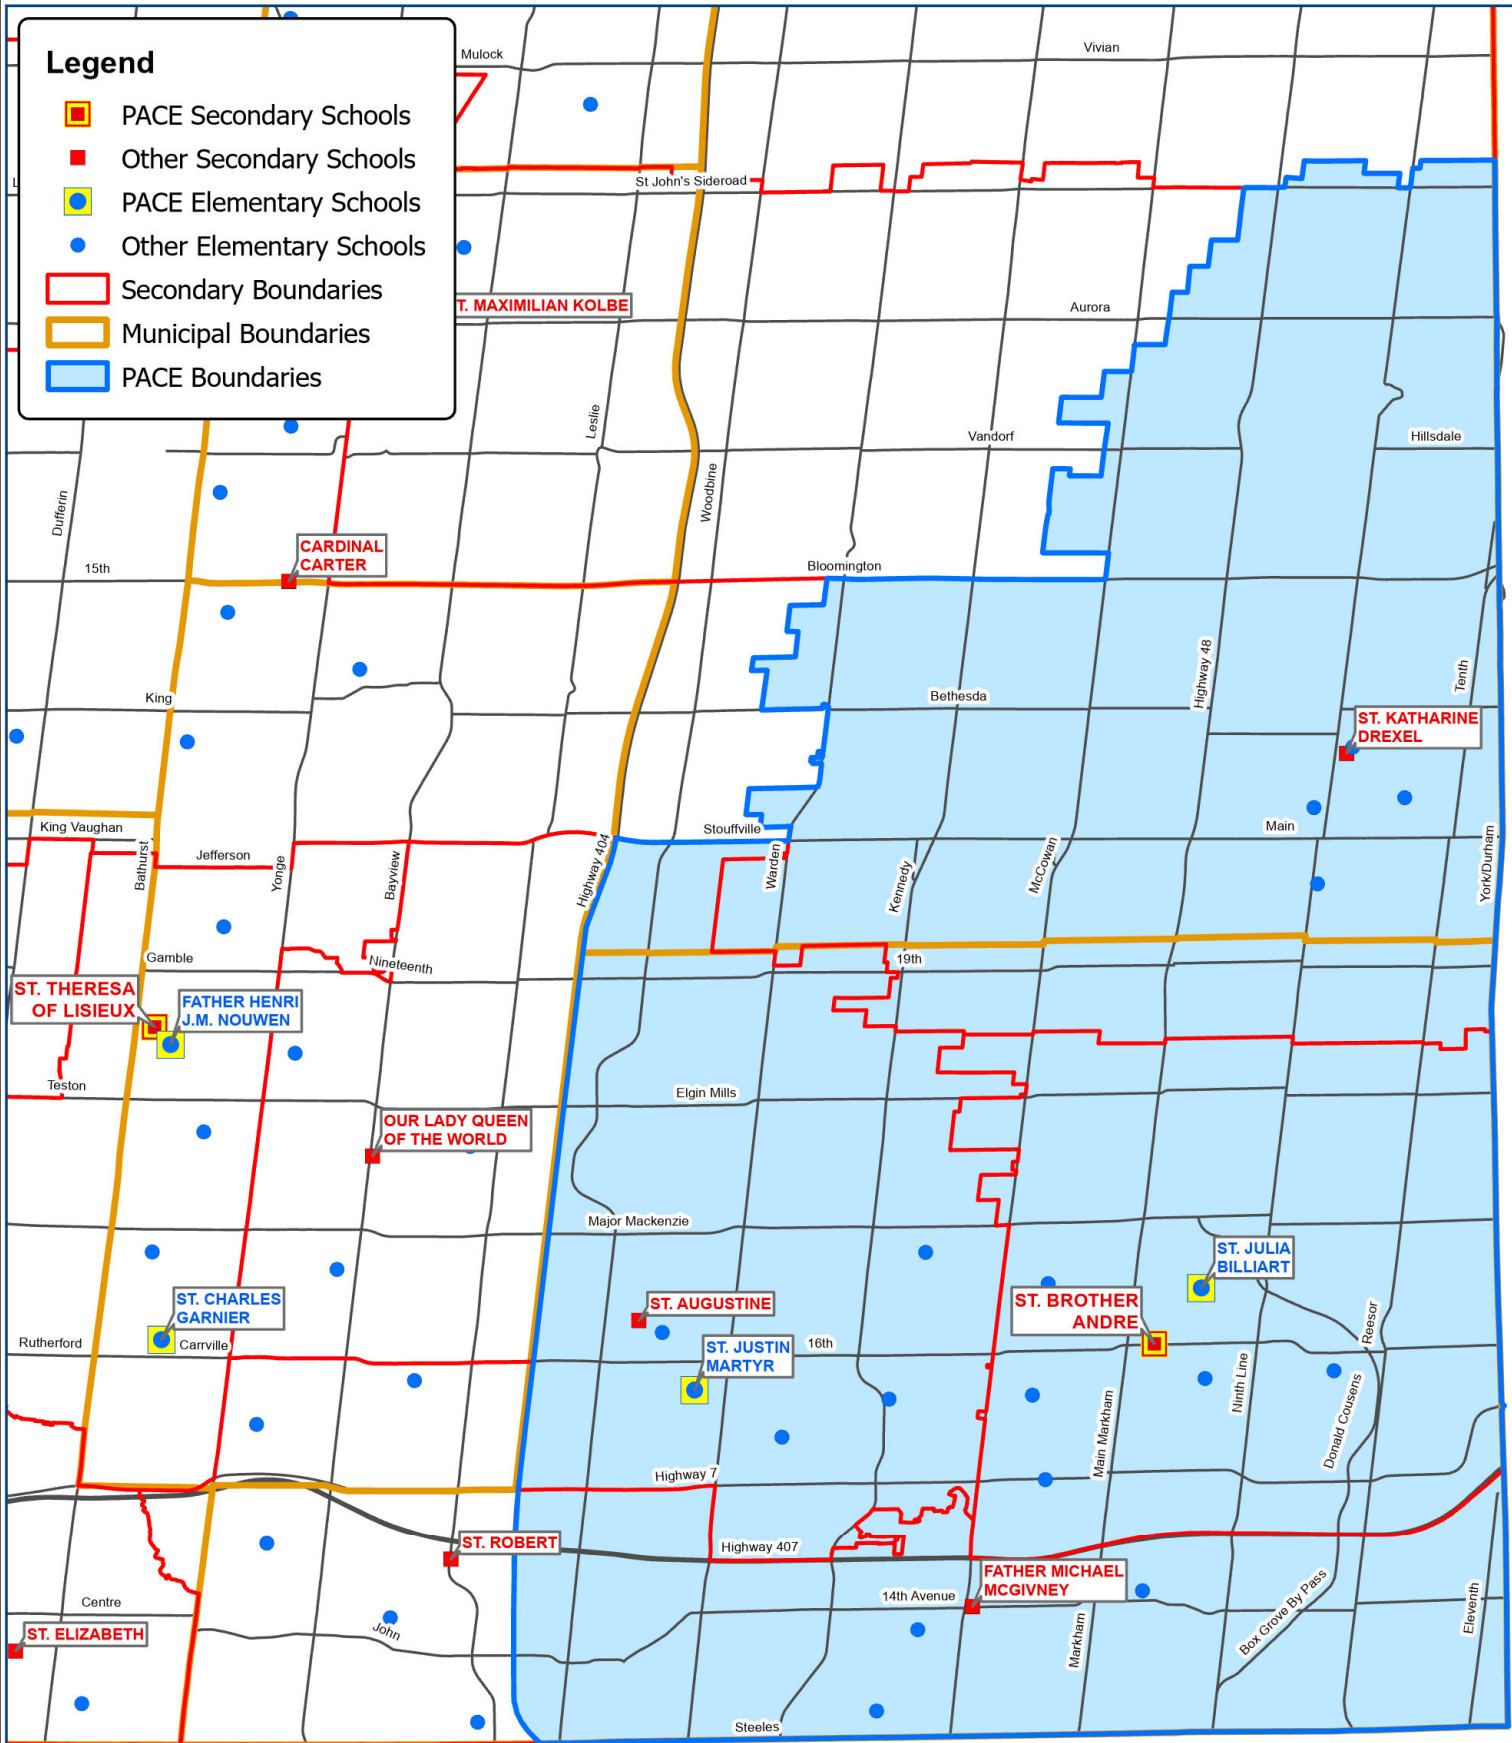 Legend
PACE Secondary Schools
Other Secondary Schools
PACE Elementary Schools
Other Elementary Schools
Secondary Boundaries
Municipal Boundaries
PACE Boundaries
Mulock
Vivian
L
St John's Sideroad
T. MAXIMILIAN KOLBE
Aurora
Leslie
Vandorf
Hillsdale
Dufferin
Woodbine
CARDINAL
CARTER
15th
Bloomington
King
Bethesda
Highway 48
Tenth
ST. KATHARINE
DREXEL
King Vaughan
Stouffville
Main
Jefferson
Bathurst
Yonge
Bayview
Highway 404
Warden
Kennedy
McCowan
York/Durham
Gamble
Nineteenth
19th
ST. THERESA
OF LISIEUX
FATHER HENRI
J.M. NOUWEN
Teston
Elgin Mills
OUR LADY QUEEN
OF THE WORLD
Major Mackenzie
ST. JULIA
BILLIART
ST. CHARLES
GARNIER
ST. AUGUSTINE
ST. BROTHER
ANDRE
Rutherford
Carrville
ST. JUSTIN
MARTYR
16th
Reesor
Ninth Line
Main Markham
Donald Cousens
Highway 7
ST. ROBERT
Highway 407
FATHER MICHAEL
MCGIVNEY
14th Avenue
Centre
John
ST. ELIZABETH
Markham
Box Grove By Pass
Eleventh
Steeles